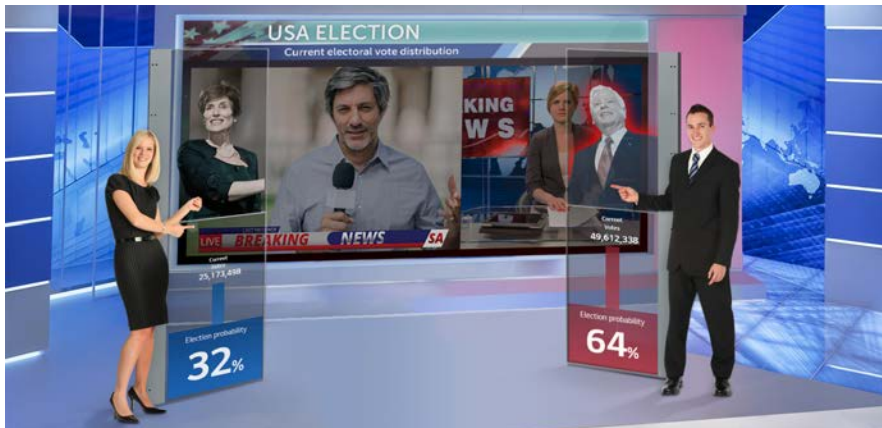 USA ELECTION
Current electoral vote distribution
KING
W S
LIVE BREAKING NEWS
SA
Current
Votes
25,173,498
Election probability
32%
Current
Votes
49,612,338
Election probability
64%